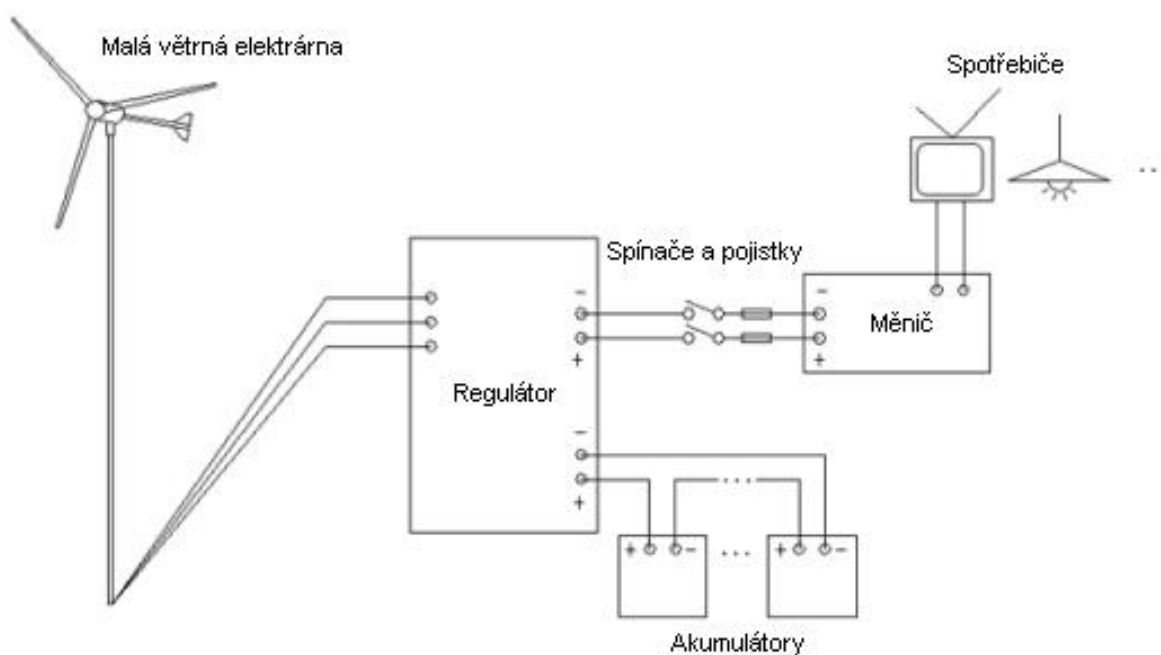 Malá větrná elektrárna
Spotřebiče
..
Spínače a pojistky
-
-
Měnič
+
+
Regulátor
-
+
...
+ -
...
+ -
Akumulátory